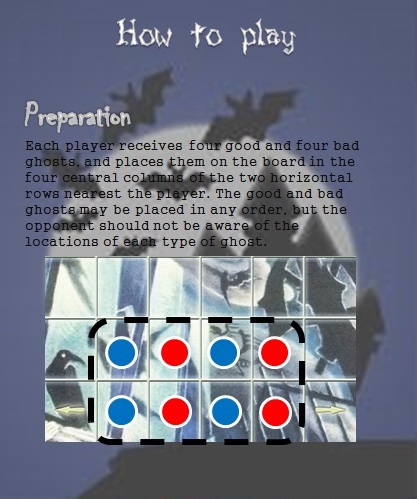 How to play
Preparation
Each player receives four good and four bad
ghosts, and places them on the board in the
four central columns of the two horizontal
rows nearest the player. The good and bad
ghosts may be placed in any order, but the
opponent should not be aware of the
locations of each type of ghost.